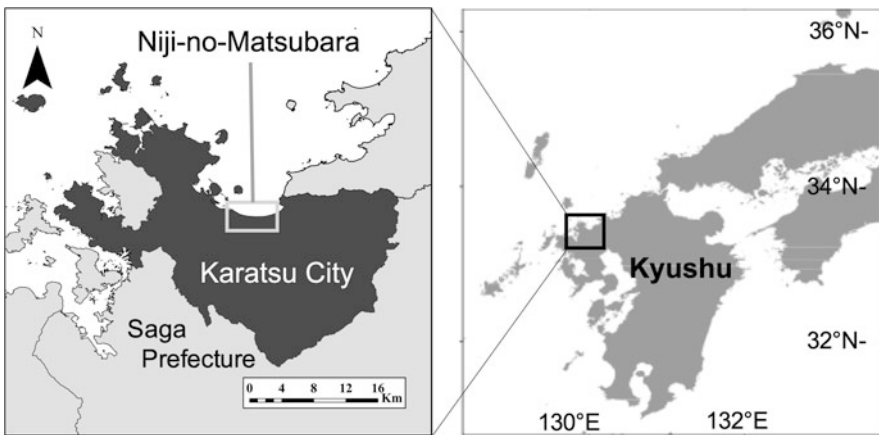 N
Niji-no-Matsubara
Karatsu City
Saga
Prefecture
0 4 8 12 16
Km
36°N-
34°N-
Kyushu
32°N-
130°E 132°E